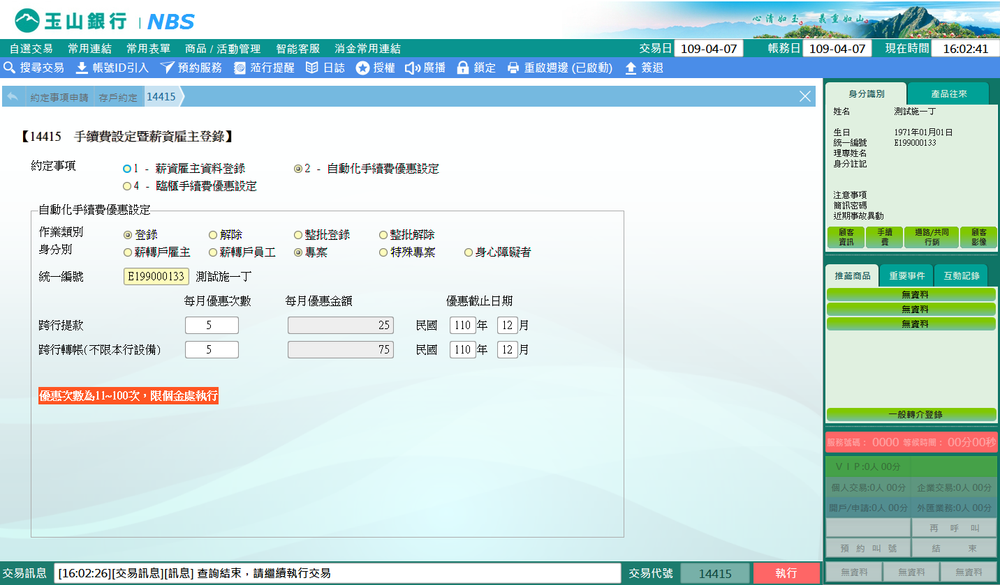 玉山銀行 NBS
心清如玉。義重如山。
自選交易 常用連結 常用表單 商品 / 活動管理 智能客服 消金常用連結 交易日 109-04-07 帳務日 109-04-07 現在時間 16:02:41
搜尋交易 帳號ID引入 預約服務 蒞行提醒 日誌 授權 廣播 鎖定 重啟週邊 (已啟動) 簽退
約定事項申請 存戶約定 14415
【14415 手續費設定暨薪資雇主登錄】
約定事項 1 - 薪資雇主資料登錄 2 - 自動化手續費優惠設定
4 - 臨櫃手續費優惠設定
自動化手續費優惠設定
作業類別 登錄 解除 整批登錄 整批解除
身分別 薪轉戶雇主 薪轉戶員工 專案 特殊專案 身心障礙者
統一編號 E199000133 測試施一丁
每月優惠次數 每月優惠金額 優惠截止日期
跨行提款 5 25 民國 110 年 12 月
跨行轉帳(不限本行設備) 5 75 民國 110 年 12 月
優惠次數為11~100次，限個金處執行
交易訊息 [16:02:26][交易訊息][訊息] 查詢結束，請繼續執行交易 交易代號 14415 執行
身分識別 產品往來
姓名 測試施一丁
生日 1971年01月01日
統一編號 E199000133
理專姓名
身分註記
注意事項
簡訊密碼
近期事故異動
顧客資訊 手續費 通路/共同行銷 顧客影像
推薦商品 重要事件 互動記錄
無資料
無資料
無資料
一般轉介登錄
服務號碼： 0000 等候時間： 00分00秒
ＶＩＰ:0人 00分
個人交易:0人 00分 企業交易:0人 00分
開戶/申請:0人 00分 外匯業務:0人 00分
再 呼 叫
預 約 叫 號 結 束
無資料 無資料 無資料